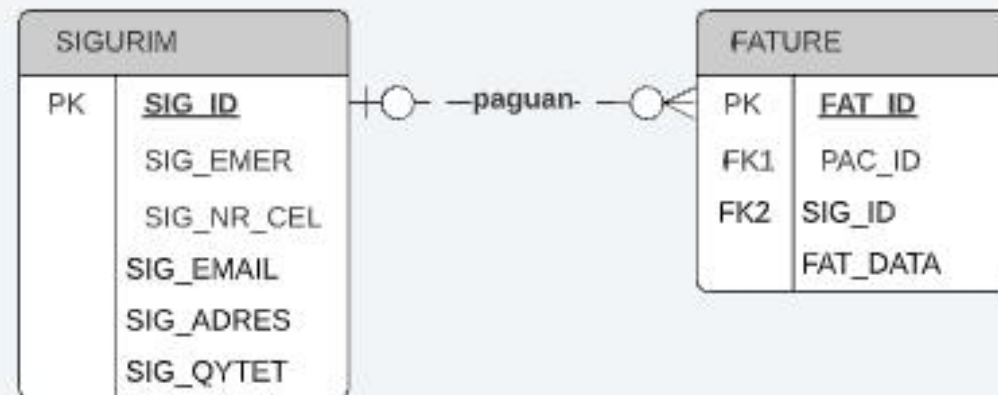 SIGURIM
PK SIG_ID
SIG_EMER
SIG_NR_CEL
SIG_EMAIL
SIG_ADRES
SIG_QYTET
paguan
FATURE
PK FAT_ID
FK1 PAC_ID
FK2 SIG_ID
FAT_DATA